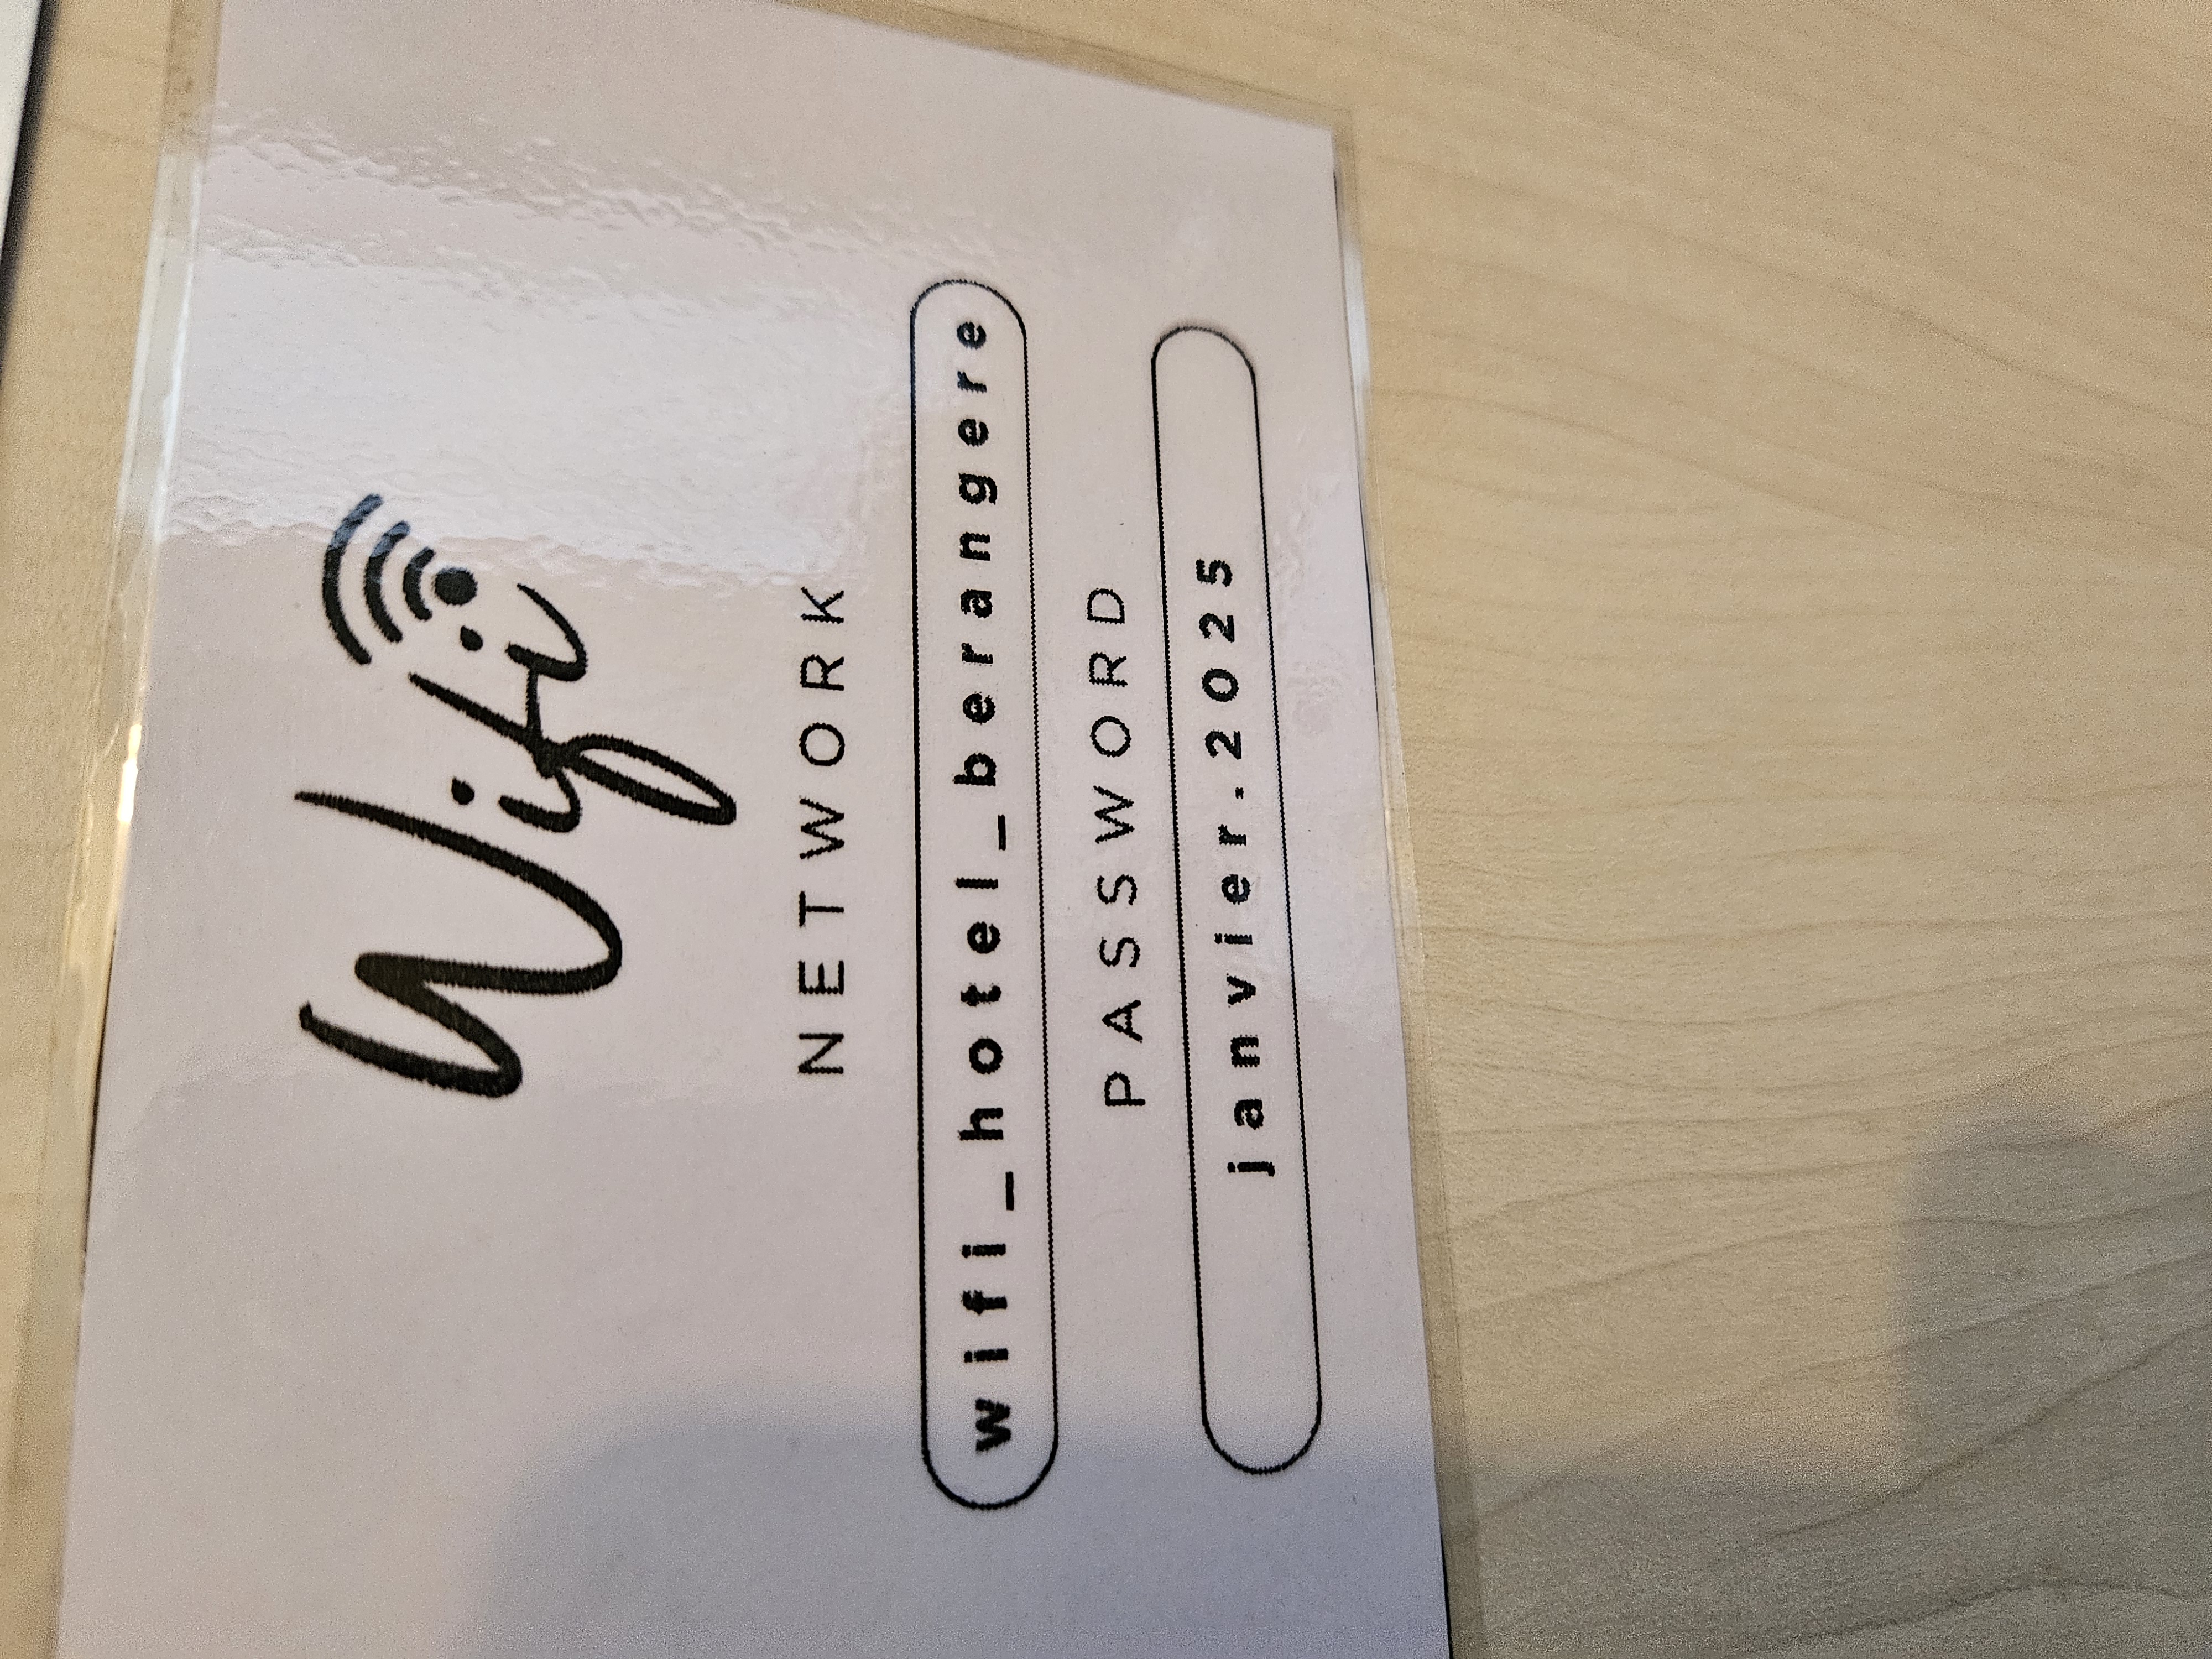 Wifi
NETWORK
wifi_hotel_berangere
PASSWORD
janvier.2025